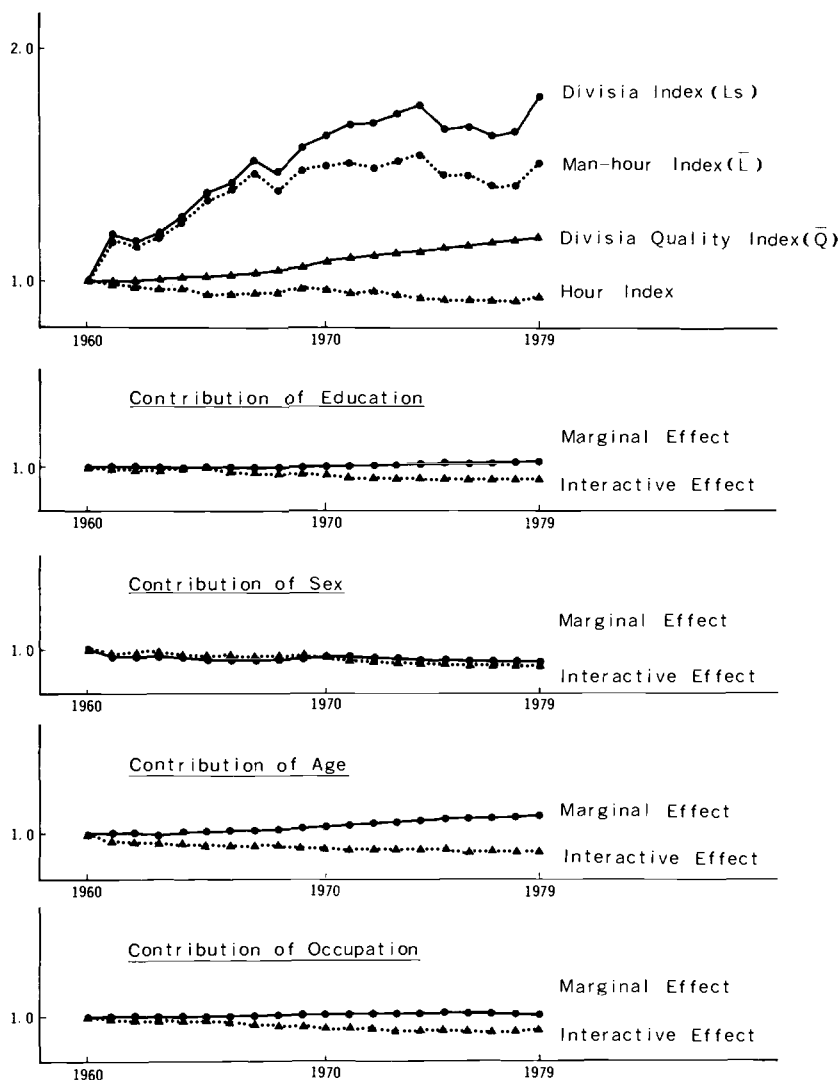 2.0
Divisia Index(Ls)
Man-hour Index(L̅)
Divisia Quality Index(Q̅)
1.0
Hour Index
1960 1970 1979
Contribution of Education
Marginal Effect
1.0
Interactive Effect
1960 1970 1979
Contribution of Sex
Marginal Effect
1.0
Interactive Effect
1960 1970 1979
Contribution of Age
Marginal Effect
1.0
Interactive Effect
1960 1970 1979
Contribution of Occupation
Marginal Effect
1.0
Interactive Effect
1960 1970 1979